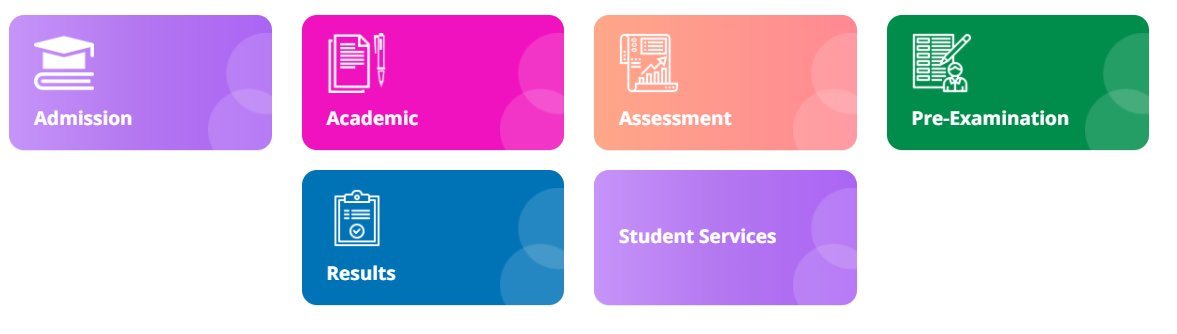 Admission
Academic
Assessment
Pre-Examination
Results
Student Services